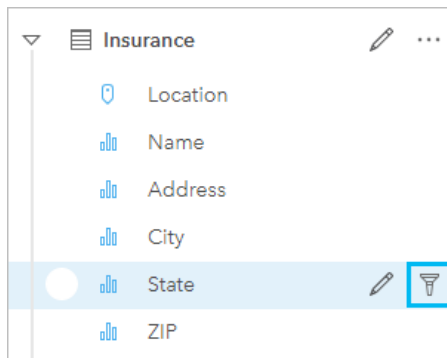 Insurance
Location
Name
Address
City
State
ZIP